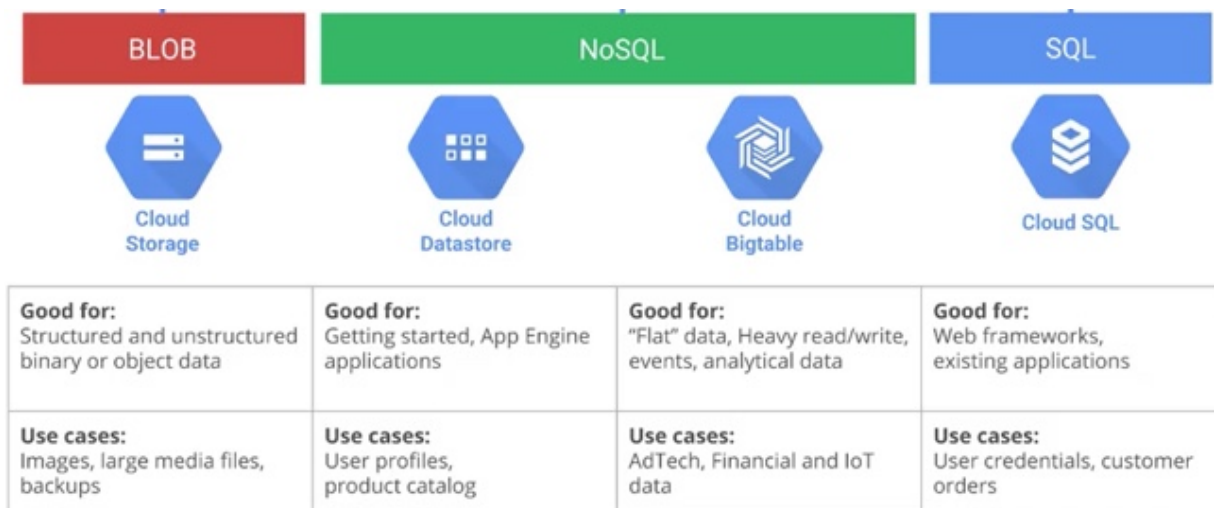 BLOB
NoSQL
SQL
Cloud
Storage
Cloud
Datastore
Cloud
Bigtable
Cloud SQL
Good for:
Structured and unstructured
binary or object data
Good for:
Getting started, App Engine
applications
Good for:
"Flat" data, Heavy read/write,
events, analytical data
Good for:
Web frameworks,
existing applications
Use cases:
Images, large media files,
backups
Use cases:
User profiles,
product catalog
Use cases:
AdTech, Financial and IoT
data
Use cases:
User credentials, customer
orders